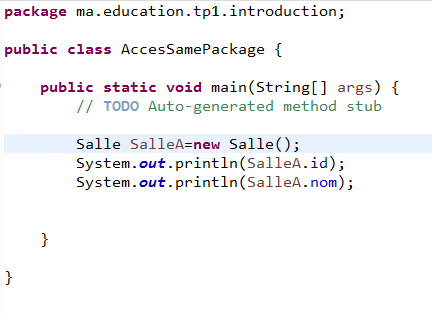 package ma.education.tp1.introduction;
public class AccesSamePackage {
public static void main(String[] args) {
// TODO Auto-generated method stub
Salle SalleA=new Salle();
System.out.println(SalleA.id);
System.out.println(SalleA.nom);
}
}